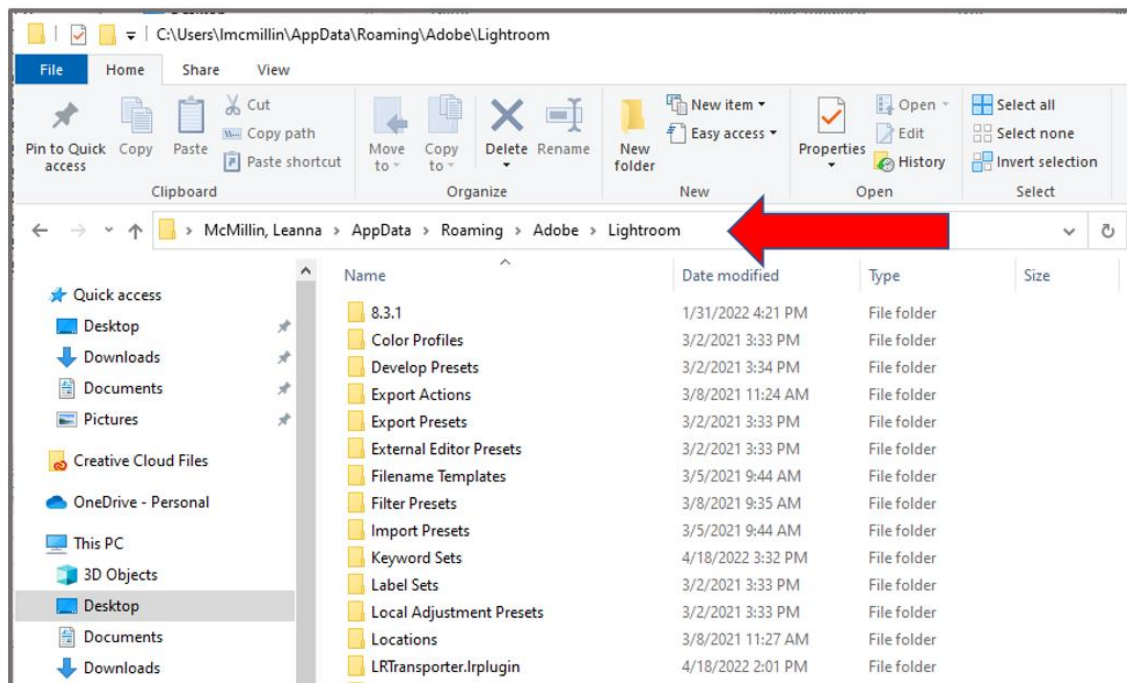 C:\Users\lmcmillin\AppData\Roaming\Adobe\Lightroom
File Home Share View
Pin to Quick access
Copy
Paste
Cut
Copy path
Paste shortcut
Clipboard
Move to
Copy to
Delete
Rename
Organize
New folder
New item
Easy access
New
Properties
Open
Edit
History
Open
Select all
Select none
Invert selection
Select
McMillin, Leanna > AppData > Roaming > Adobe > Lightroom
Name Date modified Type Size
Quick access
Desktop
Downloads
Documents
Pictures
Creative Cloud Files
OneDrive - Personal
This PC
3D Objects
Desktop
Documents
Downloads
8.3.1 1/31/2022 4:21 PM File folder
Color Profiles 3/2/2021 3:33 PM File folder
Develop Presets 3/2/2021 3:34 PM File folder
Export Actions 3/8/2021 11:24 AM File folder
Export Presets 3/2/2021 3:33 PM File folder
External Editor Presets 3/2/2021 3:33 PM File folder
Filename Templates 3/5/2021 9:44 AM File folder
Filter Presets 3/8/2021 9:35 AM File folder
Import Presets 3/5/2021 9:44 AM File folder
Keyword Sets 4/18/2022 3:32 PM File folder
Label Sets 3/2/2021 3:33 PM File folder
Local Adjustment Presets 3/2/2021 3:33 PM File folder
Locations 3/8/2021 11:27 AM File folder
LRTransporter.lrplugin 4/18/2022 2:01 PM File folder